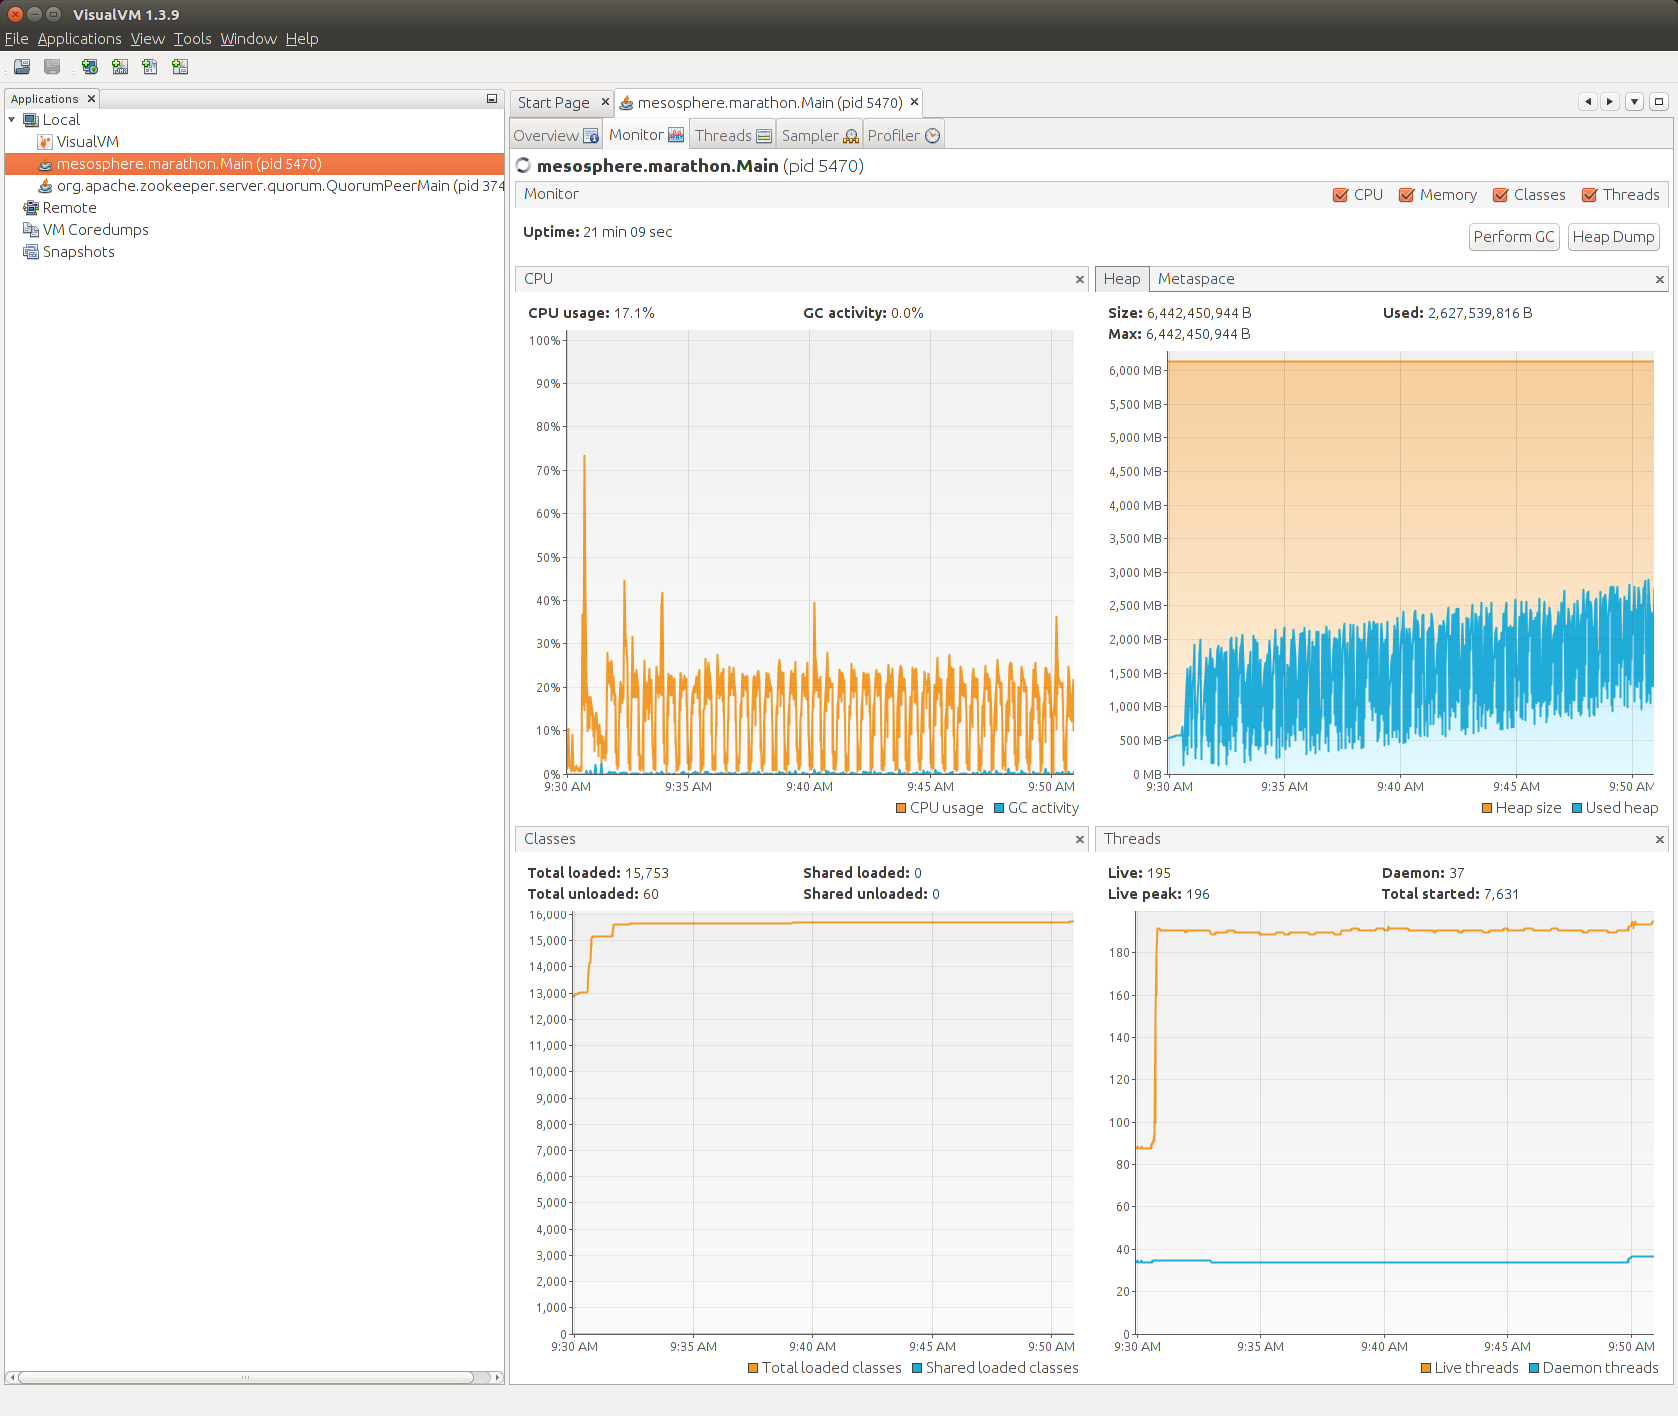 VisualVM 1.3.9
File Applications View Tools Window Help
Applications
Local
VisualVM
mesosphere.marathon.Main (pid 5470)
org.apache.zookeeper.server.quorum.QuorumPeerMain (pid 374
Remote
VM Coredumps
Snapshots
Start Page mesosphere.marathon.Main (pid 5470)
Overview Monitor Threads Sampler Profiler
mesosphere.marathon.Main (pid 5470)
Monitor CPU Memory Classes Threads
Uptime: 21 min 09 sec
Perform GC Heap Dump
CPU
CPU usage: 17.1% GC activity: 0.0%
100%
90%
80%
70%
60%
50%
40%
30%
20%
10%
0%
9:30 AM 9:35 AM 9:40 AM 9:45 AM 9:50 AM
CPU usage GC activity
Heap Metaspace
Size: 6,442,450,944 B Used: 2,627,539,816 B
Max: 6,442,450,944 B
6,000 MB
5,500 MB
5,000 MB
4,500 MB
4,000 MB
3,500 MB
3,000 MB
2,500 MB
2,000 MB
1,500 MB
1,000 MB
500 MB
0 MB
9:30 AM 9:35 AM 9:40 AM 9:45 AM 9:50 AM
Heap size Used heap
Classes
Total loaded: 15,753 Shared loaded: 0
Total unloaded: 60 Shared unloaded: 0
16,000
15,000
14,000
13,000
12,000
11,000
10,000
9,000
8,000
7,000
6,000
5,000
4,000
3,000
2,000
1,000
0
9:30 AM 9:35 AM 9:40 AM 9:45 AM 9:50 AM
Total loaded classes Shared loaded classes
Threads
Live: 195 Daemon: 37
Live peak: 196 Total started: 7,631
180
160
140
120
100
80
60
40
20
0
9:30 AM 9:35 AM 9:40 AM 9:45 AM 9:50 AM
Live threads Daemon threads